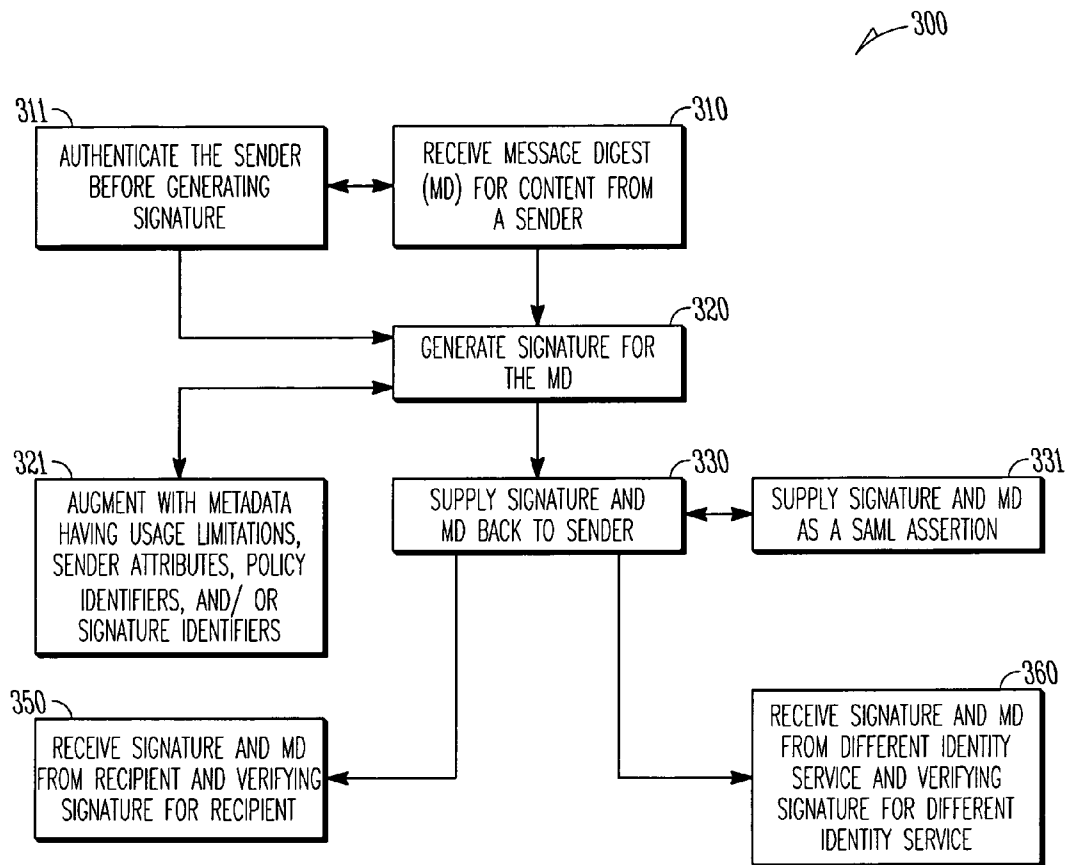 300
311
AUTHENTICATE THE SENDER
BEFORE GENERATING
SIGNATURE
310
RECEIVE MESSAGE DIGEST
(MD) FOR CONTENT FROM
A SENDER
320
GENERATE SIGNATURE FOR
THE MD
321
AUGMENT WITH METADATA
HAVING USAGE LIMITATIONS,
SENDER ATTRIBUTES, POLICY
IDENTIFIERS, AND/ OR
SIGNATURE IDENTIFIERS
330
SUPPLY SIGNATURE AND
MD BACK TO SENDER
331
SUPPLY SIGNATURE AND MD
AS A SAML ASSERTION
350
RECEIVE SIGNATURE AND MD
FROM RECIPIENT AND VERIFYING
SIGNATURE FOR RECIPIENT
360
RECEIVE SIGNATURE AND MD
FROM DIFFERENT IDENTITY
SERVICE AND VERIFYING
SIGNATURE FOR DIFFERENT
IDENTITY SERVICE